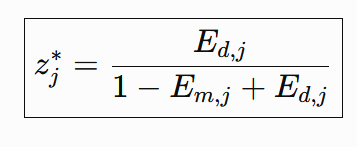 $$z_j^* = \frac{E_{d,j}}{1 - E_{m,j} + E_{d,j}}$$